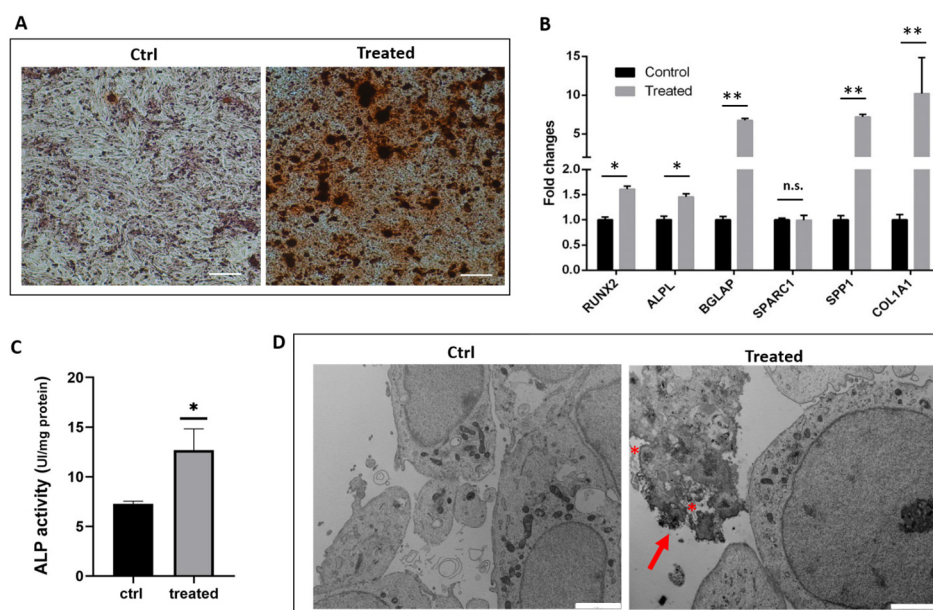 A
Ctrl
Treated
B
Fold changes
15
10
5
2.0
1.5
1.0
0.5
0.0
Control
Treated
*
*
**
n.s.
**
**
RUNX2
ALPL
BGLAP
SPARC1
SPP1
COL1A1
C
ALP activity (UI/mg protein)
20
15
10
5
0
*
ctrl
treated
D
Ctrl
Treated
*
*